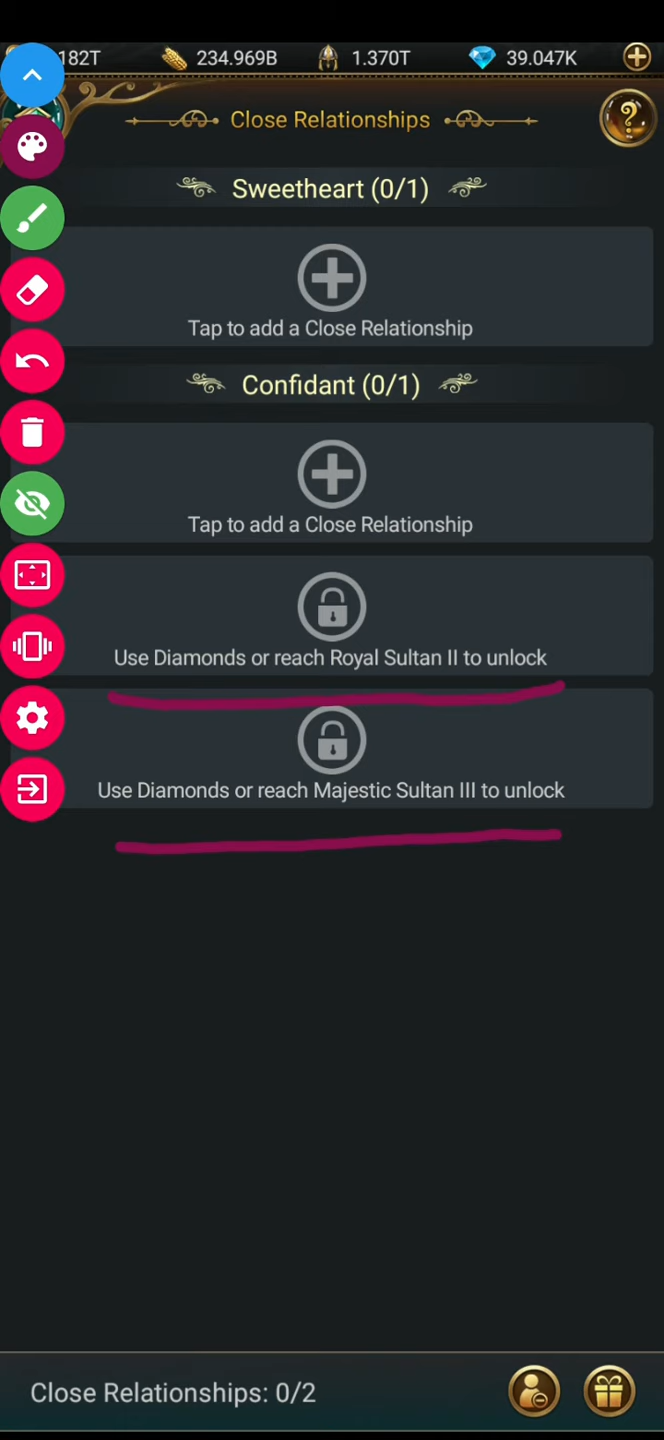 182T 234.969B 1.370T 39.047K
Close Relationships
Sweetheart (0/1)
Tap to add a Close Relationship
Confidant (0/1)
Tap to add a Close Relationship
Use Diamonds or reach Royal Sultan II to unlock
Use Diamonds or reach Majestic Sultan III to unlock
Close Relationships: 0/2